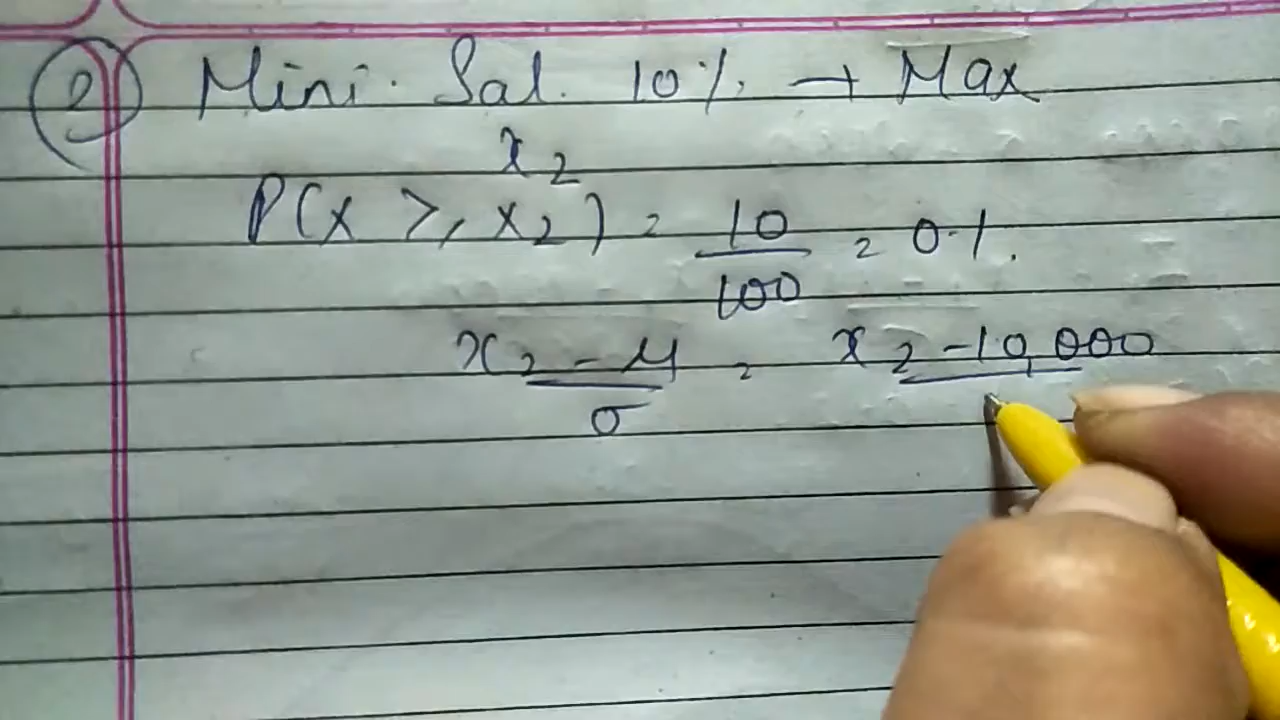 ② Mini. Sal. 10% → Max
x₂
P(x ≥, x₂) = 10/100 = 0.1.
x₂ - μ / σ = x₂ - 10,000